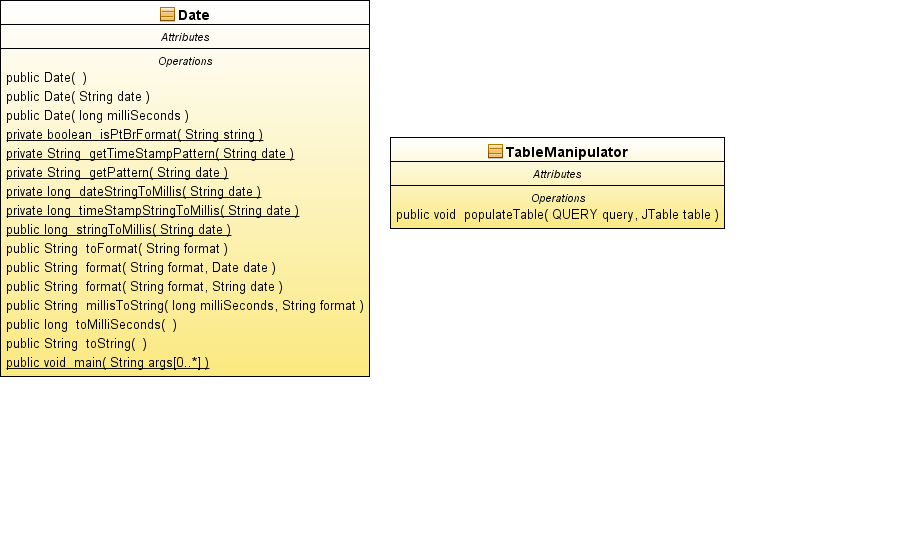 Date
Attributes
Operations
public Date(  )
public Date( String date )
public Date( long milliSeconds )
private boolean  isPtBrFormat( String string )
private String  getTimeStampPattern( String date )
private String  getPattern( String date )
private long  dateStringToMillis( String date )
private long  timeStampStringToMillis( String date )
public long  stringToMillis( String date )
public String  toFormat( String format )
public String  format( String format, Date date )
public String  format( String format, String date )
public String  millisToString( long milliSeconds, String format )
public long  toMilliSeconds(  )
public String  toString(  )
public void  main( String args[0..*] )
TableManipulator
Attributes
Operations
public void  populateTable( QUERY query, JTable table )